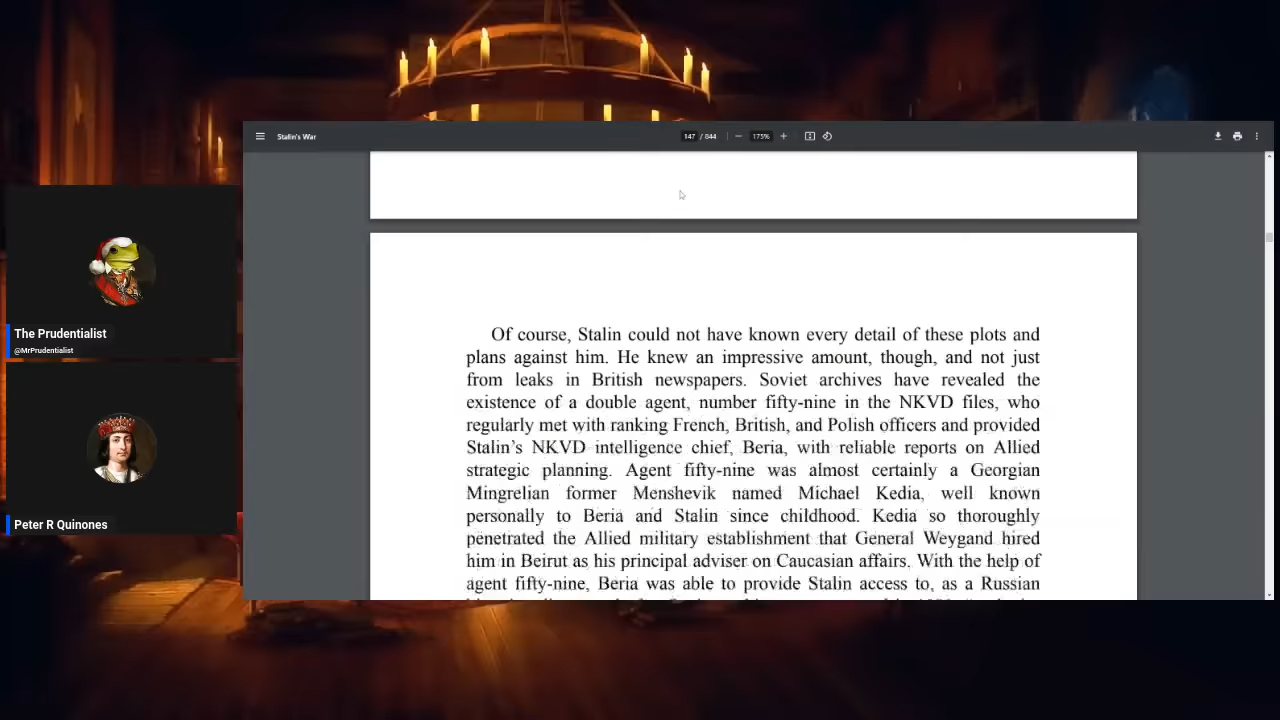 Stalin's War
147 / 844
175%
The Prudentialist
@MrPrudentialist
Peter R Quinones
Of course, Stalin could not have known every detail of these plots and
plans against him. He knew an impressive amount, though, and not just
from leaks in British newspapers. Soviet archives have revealed the
existence of a double agent, number fifty-nine in the NKVD files, who
regularly met with ranking French, British, and Polish officers and provided
Stalin’s NKVD intelligence chief, Beria, with reliable reports on Allied
strategic planning. Agent fifty-nine was almost certainly a Georgian
Mingrelian former Menshevik named Michael Kedia, well known
personally to Beria and Stalin since childhood. Kedia so thoroughly
penetrated the Allied military establishment that General Weygand hired
him in Beirut as his principal adviser on Caucasian affairs. With the help of
agent fifty-nine, Beria was able to provide Stalin access to, as a Russian